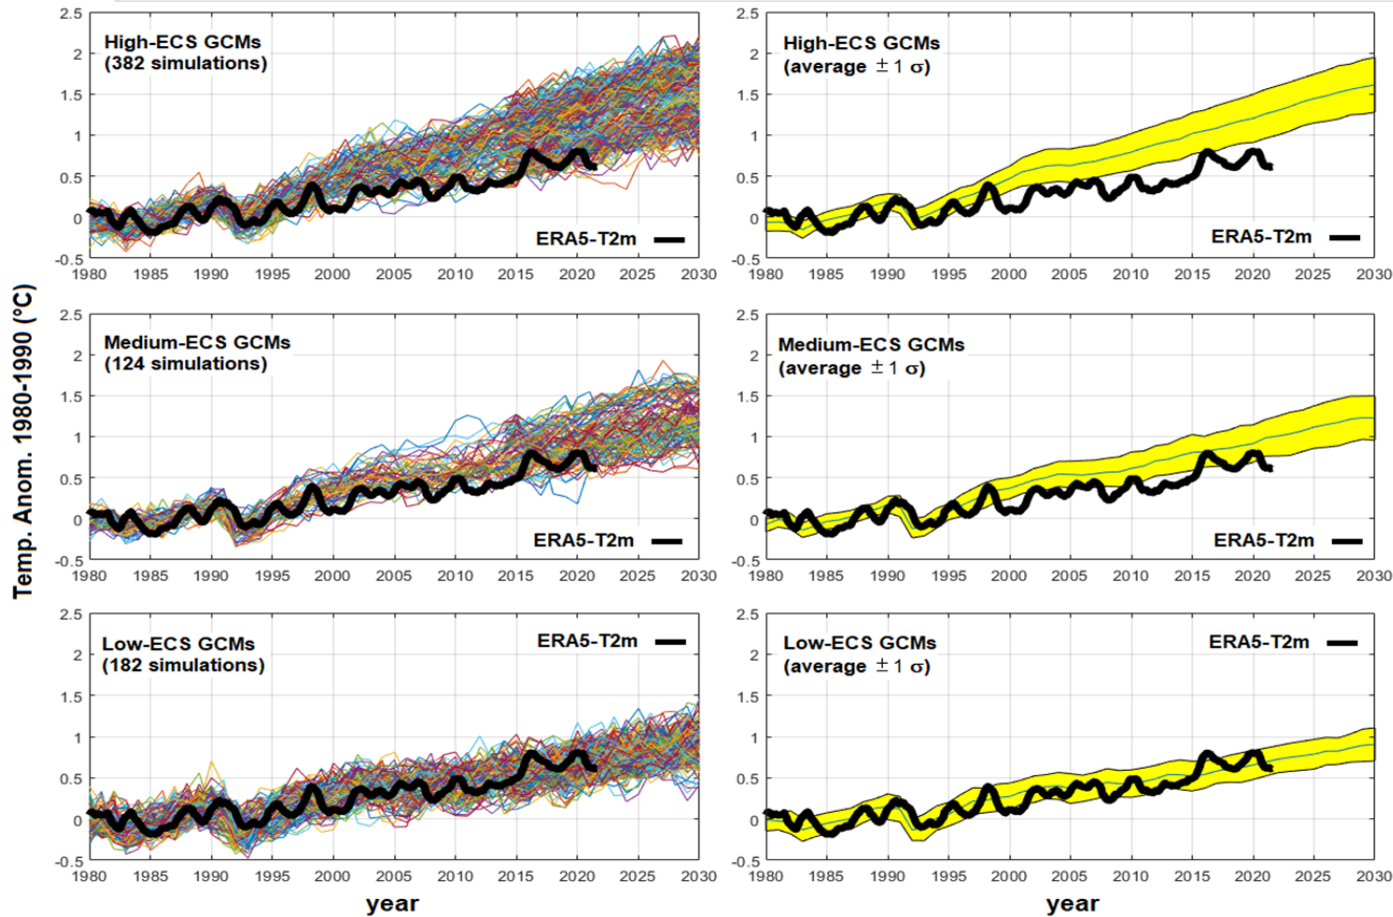 2.5
2
1.5
1
0.5
0
-0.5
High-ECS GCMs
(382 simulations)
ERA5-T2m
1980 1985 1990 1995 2000 2005 2010 2015 2020 2025 2030
2.5
2
1.5
1
0.5
0
-0.5
High-ECS GCMs
(average ±1 σ)
ERA5-T2m
1980 1985 1990 1995 2000 2005 2010 2015 2020 2025 2030
Temp. Anom. 1980-1990 (°C)
2.5
2
1.5
1
0.5
0
-0.5
Medium-ECS GCMs
(124 simulations)
ERA5-T2m
1980 1985 1990 1995 2000 2005 2010 2015 2020 2025 2030
2.5
2
1.5
1
0.5
0
-0.5
Medium-ECS GCMs
(average ±1 σ)
ERA5-T2m
1980 1985 1990 1995 2000 2005 2010 2015 2020 2025 2030
2.5
2
1.5
1
0.5
0
-0.5
Low-ECS GCMs
(182 simulations)
ERA5-T2m
1980 1985 1990 1995 2000 2005 2010 2015 2020 2025 2030
year
2.5
2
1.5
1
0.5
0
-0.5
Low-ECS GCMs
(average ±1 σ)
ERA5-T2m
1980 1985 1990 1995 2000 2005 2010 2015 2020 2025 2030
year